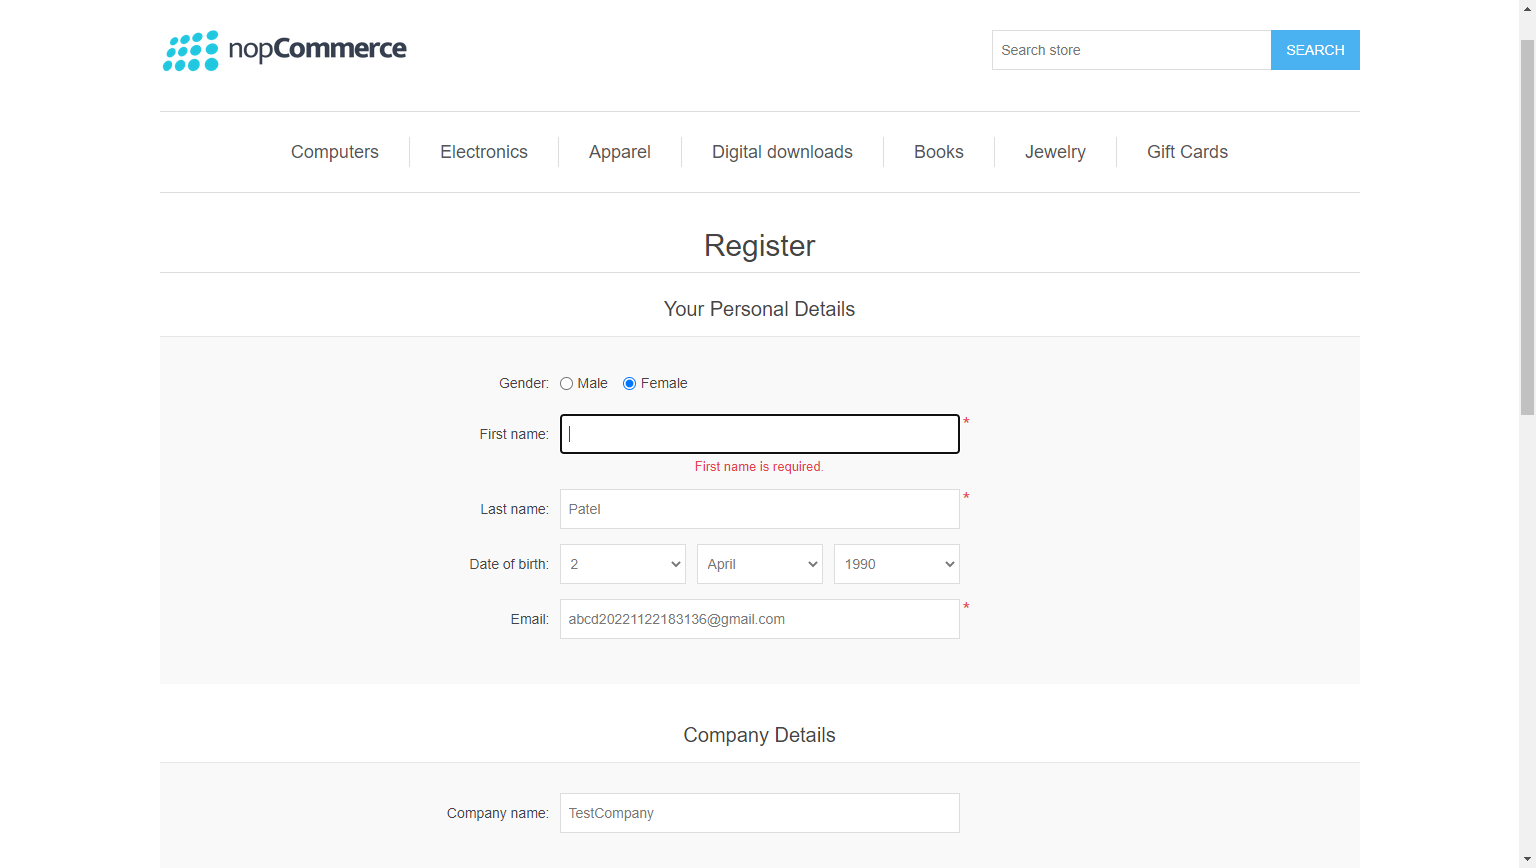 nopCommerce
Search store SEARCH
Computers Electronics Apparel Digital downloads Books Jewelry Gift Cards
Register
Your Personal Details
Gender: Male Female
First name: *
First name is required.
Last name: Patel *
Date of birth: 2 April 1990
Email: abcd20221122183136@gmail.com *
Company Details
Company name: TestCompany